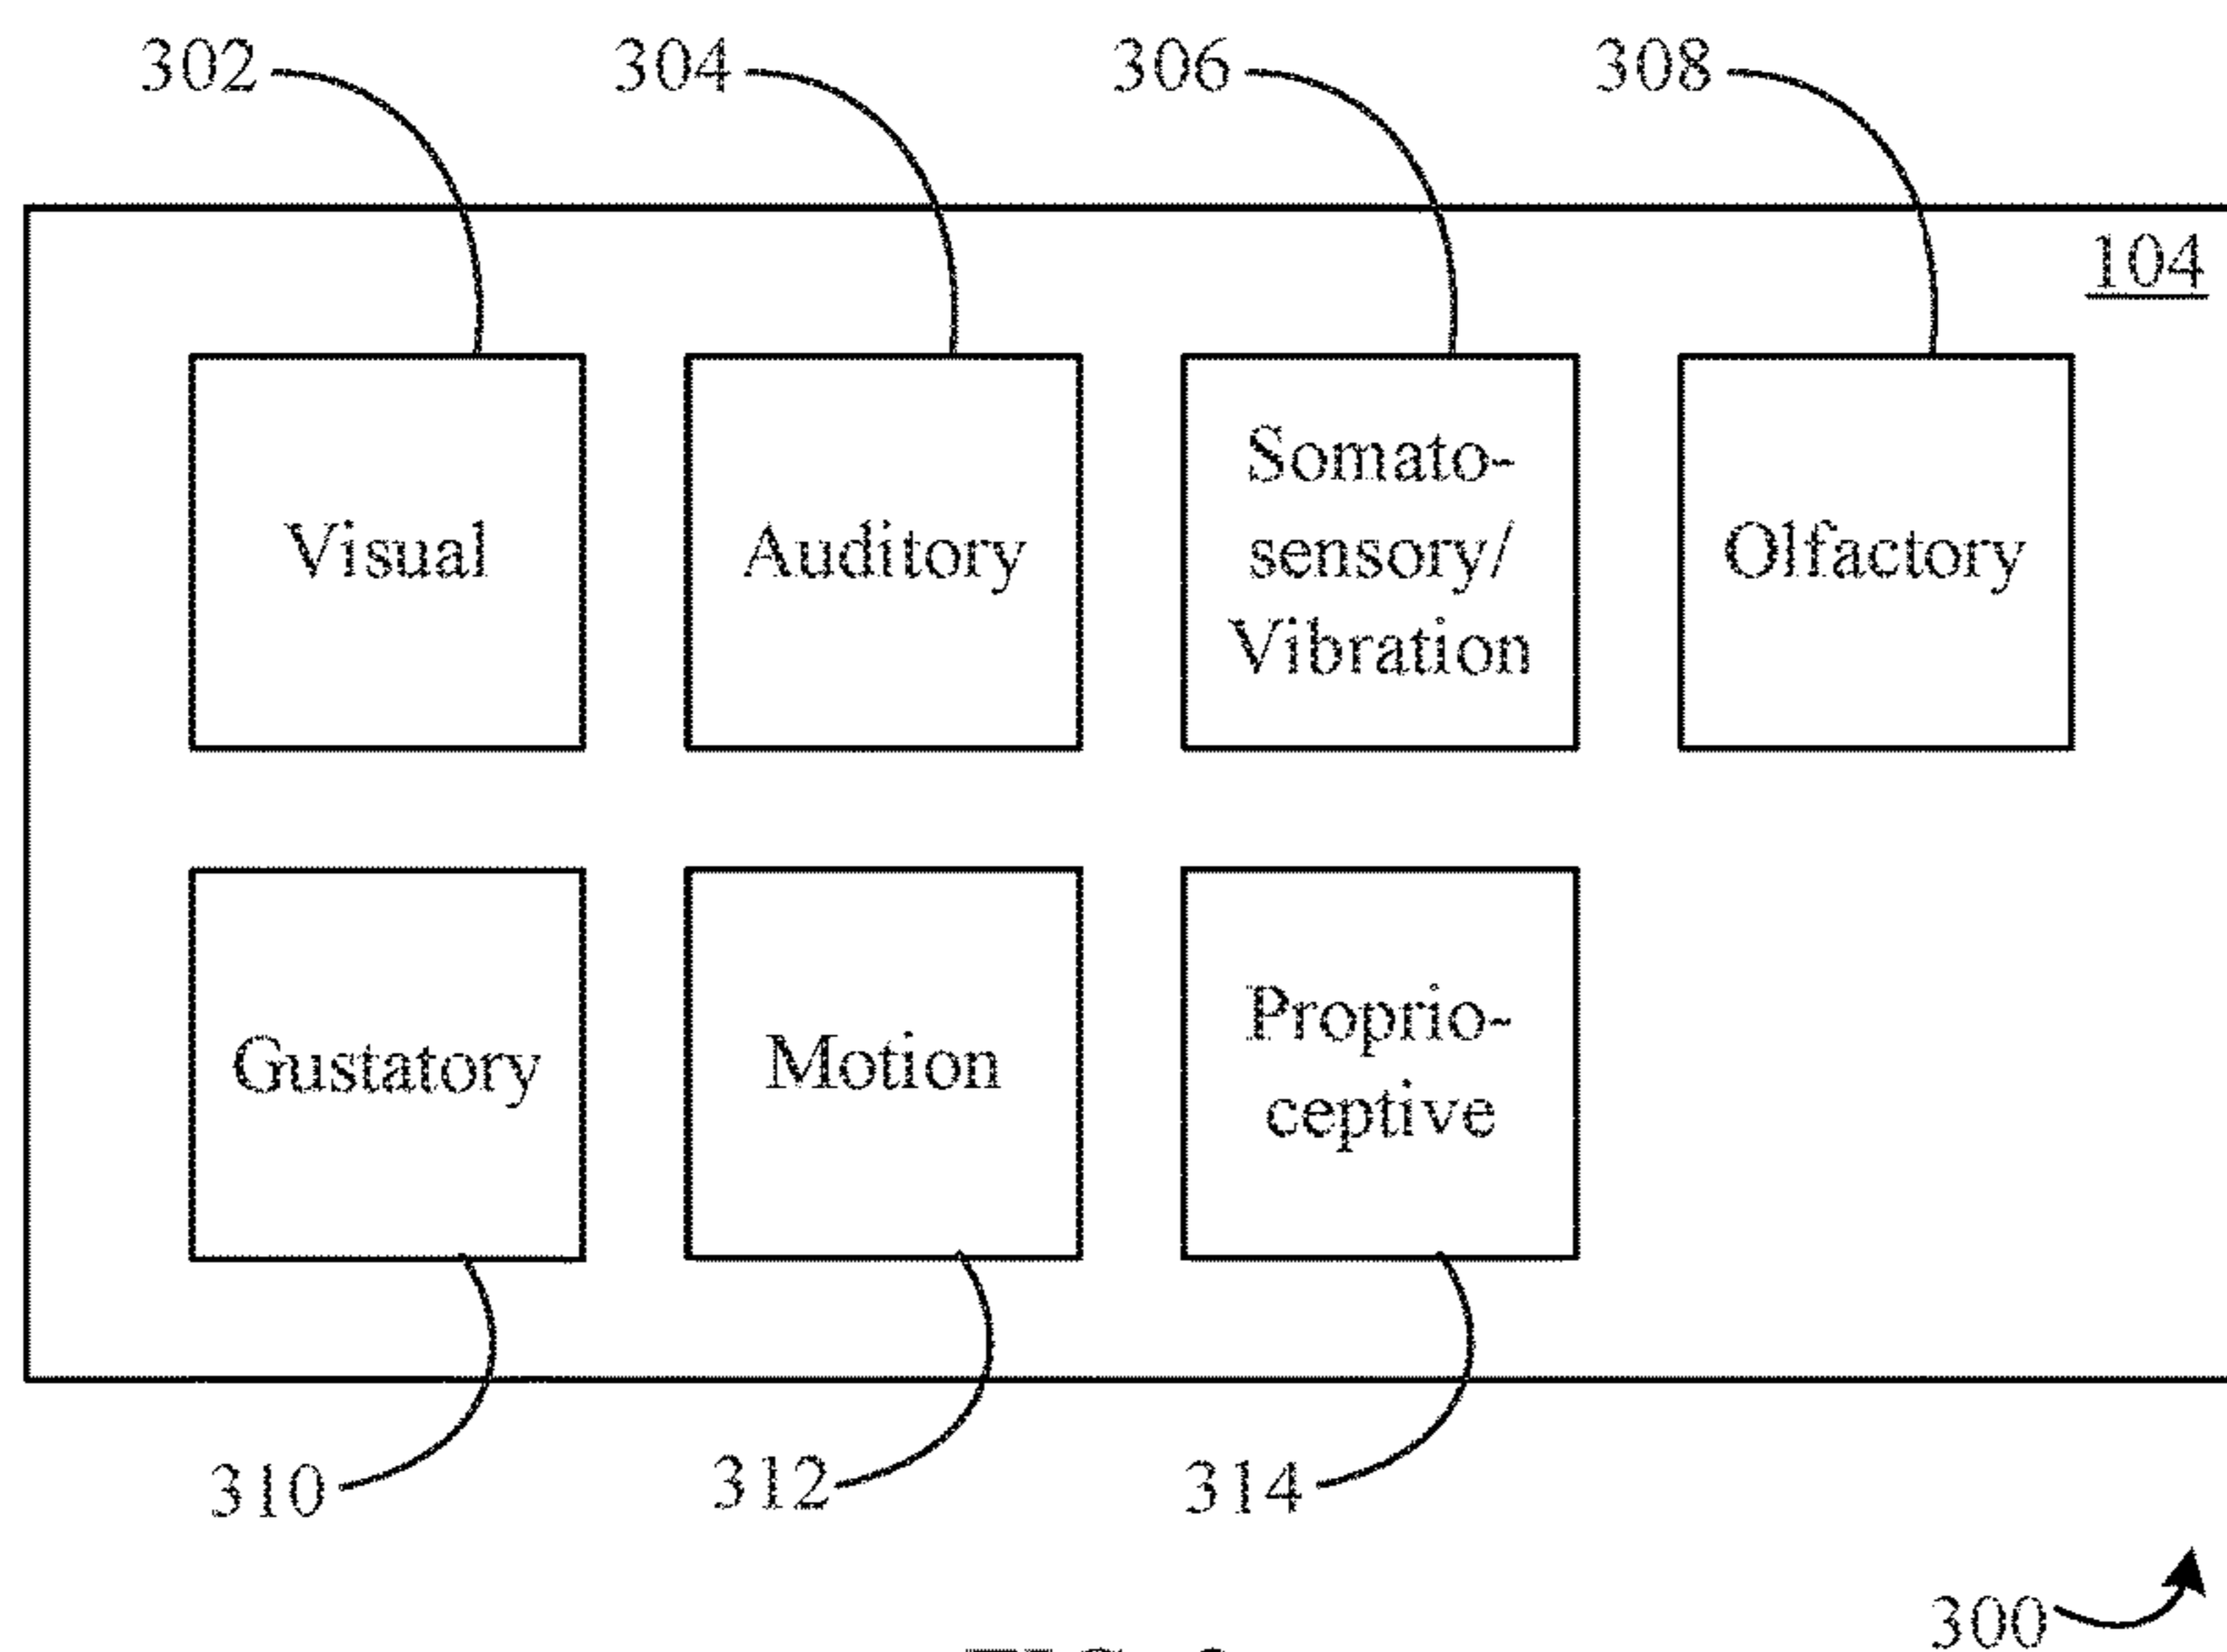 302 304 306 308
104
Visual
Auditory
Somato-
sensory/
Vibration
Olfactory
Gustatory
Motion
Proprio-
ceptive
310 312 314
300